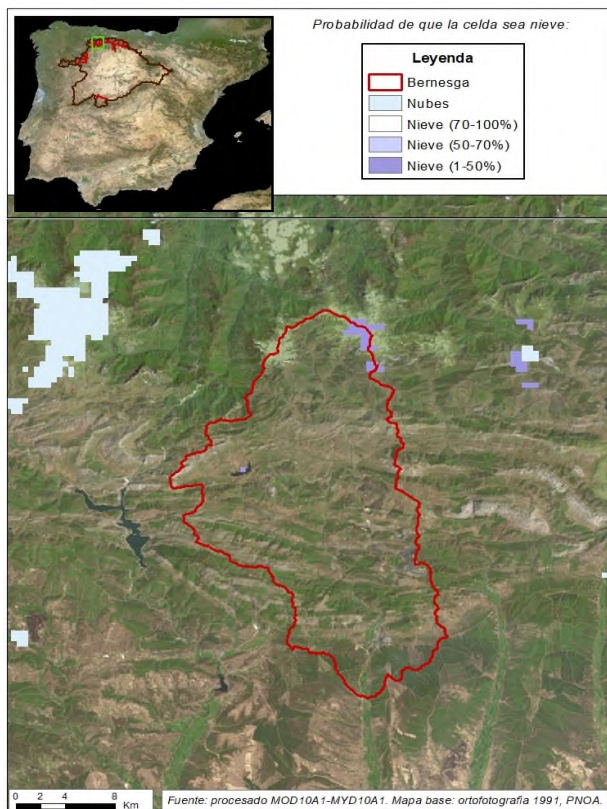 Probabilidad de que la celda sea nieve:
Leyenda
Bernesga
Nubes
Nieve (70-100%)
Nieve (50-70%)
Nieve (1-50%)
0 2 4 8
Km
Fuente: procesado MOD10A1-MYD10A1. Mapa base: ortofotografía 1991, PNOA